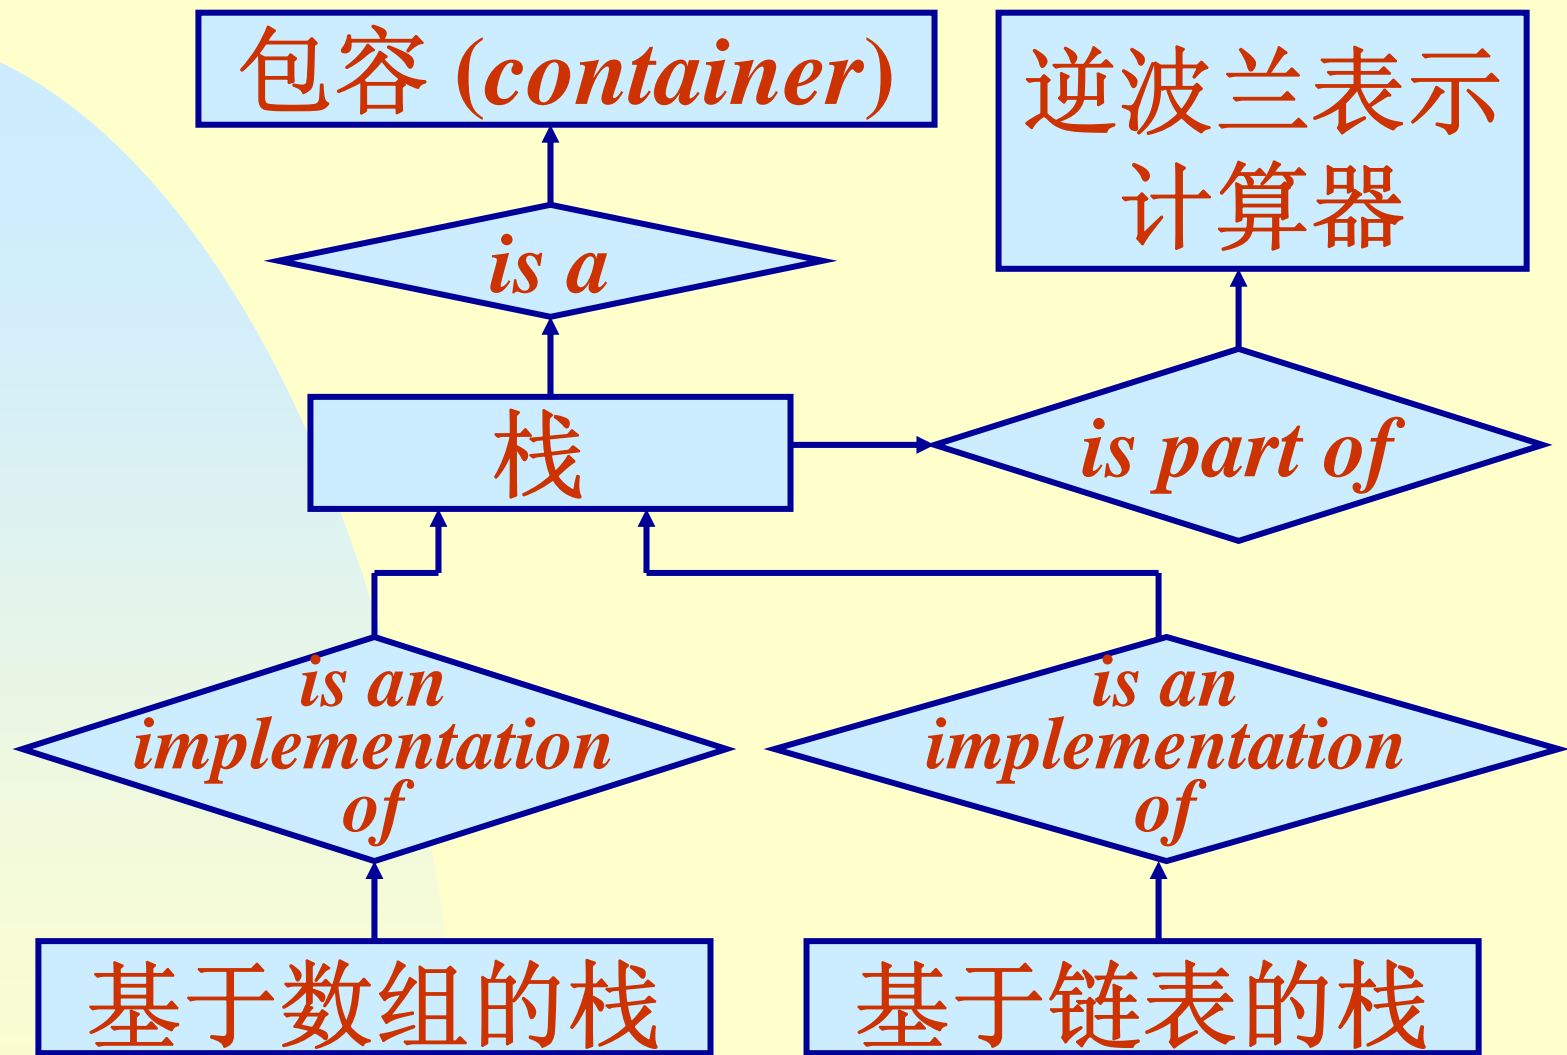 包容 (container)
逆波兰表示
计算器
is a
栈
is part of
is an
implementation
of
is an
implementation
of
基于数组的栈
基于链表的栈